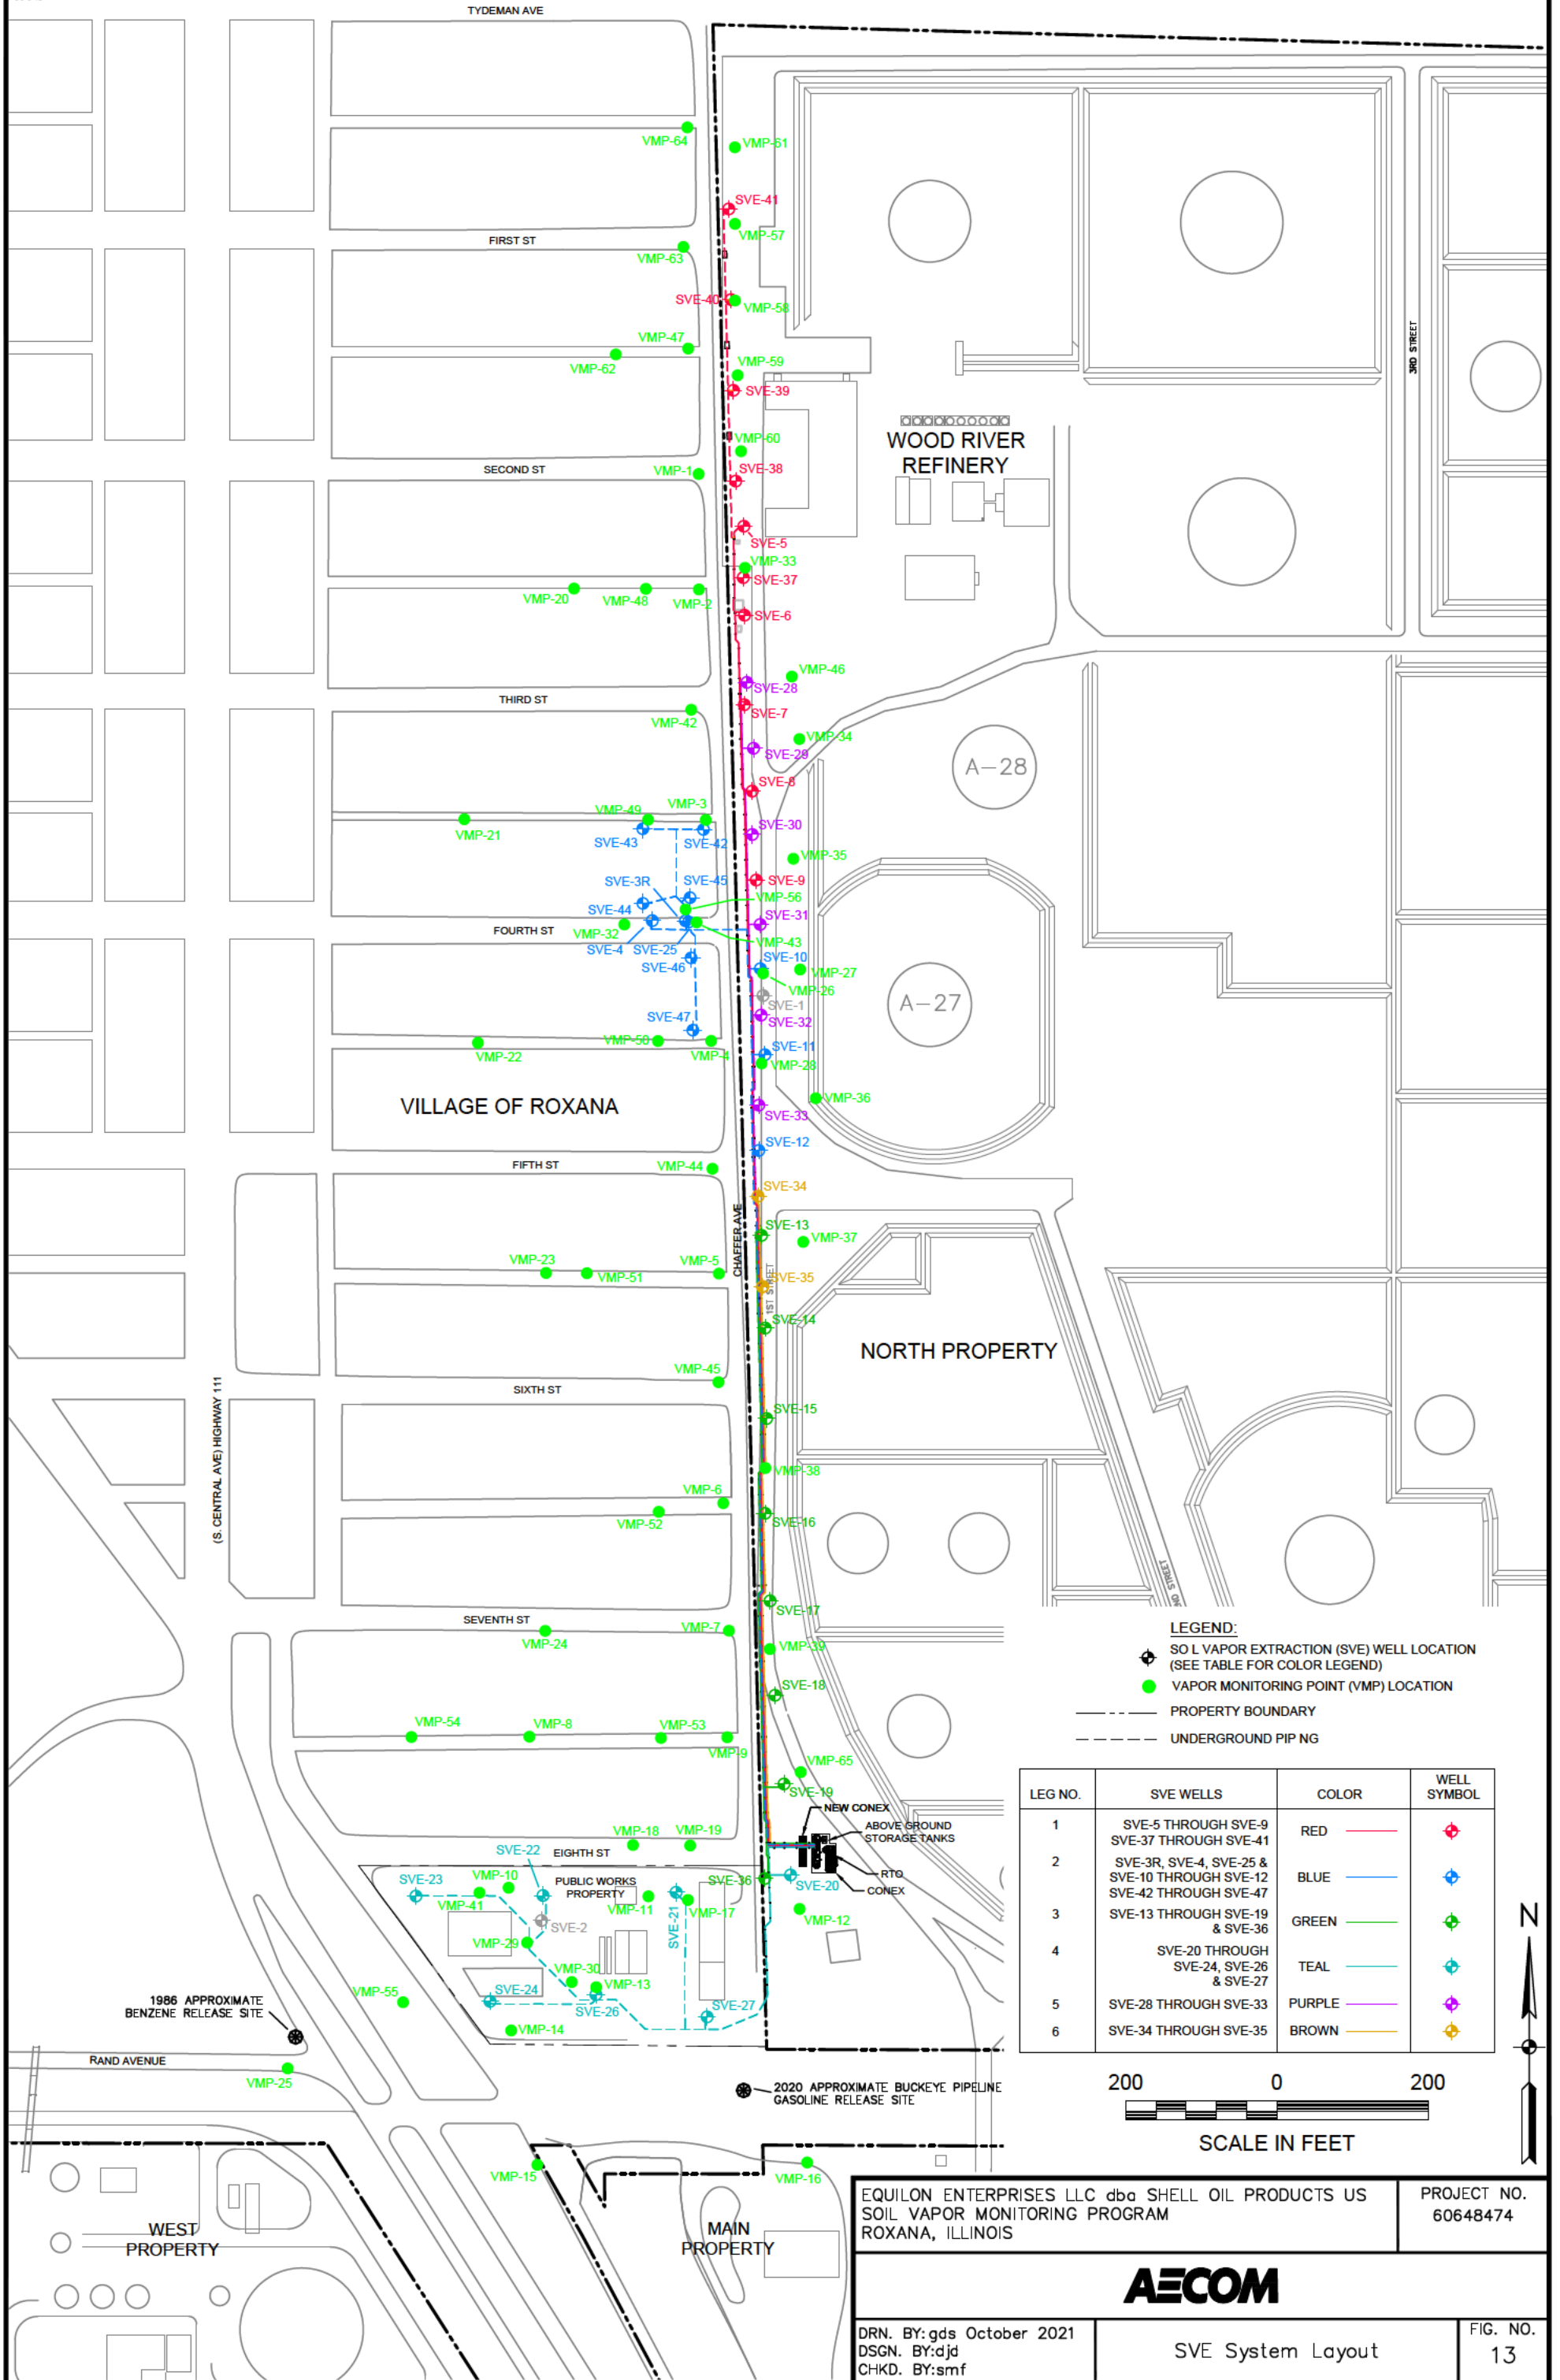 TYDEMAN AVE
VMP-64
VMP-61
SVE-41
VMP-57
FIRST ST
VMP-63
SVE-40
VMP-58
VMP-47
VMP-62
VMP-59
SVE-39
3RD STREET
WOOD RIVER
REFINERY
VMP-60
SECOND ST
VMP-1
SVE-38
SVE-5
VMP-33
SVE-37
VMP-20
VMP-48
VMP-2
SVE-6
VMP-46
SVE-28
THIRD ST
VMP-42
SVE-7
VMP-34
SVE-29
A-28
SVE-8
VMP-49
VMP-3
VMP-21
SVE-43
SVE-42
SVE-30
VMP-35
SVE-3R
SVE-45
SVE-9
VMP-56
SVE-44
SVE-31
FOURTH ST
VMP-32
VMP-43
SVE-4
SVE-25
SVE-10
SVE-46
VMP-27
VMP-26
SVE-1
A-27
SVE-32
SVE-47
VMP-22
VMP-50
VMP-4
SVE-11
VMP-28
VMP-36
VILLAGE OF ROXANA
SVE-33
SVE-12
FIFTH ST
VMP-44
SVE-34
CHAFFER AVE
SVE-13
VMP-37
VMP-23
VMP-51
VMP-5
SVE-35
1ST STREET
SVE-14
NORTH PROPERTY
VMP-45
SIXTH ST
(S. CENTRAL AVE) HIGHWAY 111
SVE-15
VMP-38
VMP-6
VMP-52
SVE-16
STREET
SVE-17
SEVENTH ST
VMP-24
VMP-7
VMP-39
SVE-18
VMP-54
VMP-8
VMP-53
VMP-9
VMP-65
SVE-19
NEW CONEX
ABOVE GROUND
STORAGE TANKS
RTO
CONEX
VMP-18
VMP-19
EIGHTH ST
SVE-22
SVE-23
VMP-10
VMP-41
PUBLIC WORKS
PROPERTY
SVE-36
SVE-20
VMP-11
SVE-21
VMP-17
VMP-12
SVE-2
VMP-29
VMP-30
VMP-13
SVE-24
SVE-26
SVE-27
VMP-55
VMP-14
1986 APPROXIMATE
BENZENE RELEASE SITE
RAND AVENUE
VMP-25
2020 APPROXIMATE BUCKEYE PIPELINE
GASOLINE RELEASE SITE
VMP-15
VMP-16
WEST
PROPERTY
MAIN
PROPERTY
LEGEND:
SO L VAPOR EXTRACTION (SVE) WELL LOCATION
(SEE TABLE FOR COLOR LEGEND)
VAPOR MONITORING POINT (VMP) LOCATION
PROPERTY BOUNDARY
UNDERGROUND PIP NG
LEG NO. SVE WELLS COLOR WELL
SYMBOL
1 SVE-5 THROUGH SVE-9
SVE-37 THROUGH SVE-41 RED
2 SVE-3R, SVE-4, SVE-25 &
SVE-10 THROUGH SVE-12
SVE-42 THROUGH SVE-47 BLUE
3 SVE-13 THROUGH SVE-19
& SVE-36 GREEN
4 SVE-20 THROUGH
SVE-24, SVE-26
& SVE-27 TEAL
5 SVE-28 THROUGH SVE-33 PURPLE
6 SVE-34 THROUGH SVE-35 BROWN
N
200 0 200
SCALE IN FEET
EQUILON ENTERPRISES LLC dba SHELL OIL PRODUCTS US
SOIL VAPOR MONITORING PROGRAM
ROXANA, ILLINOIS
PROJECT NO.
60648474
AECOM
DRN. BY:gds October 2021
DSGN. BY:djd
CHKD. BY:smf
SVE System Layout
FIG. NO.
13